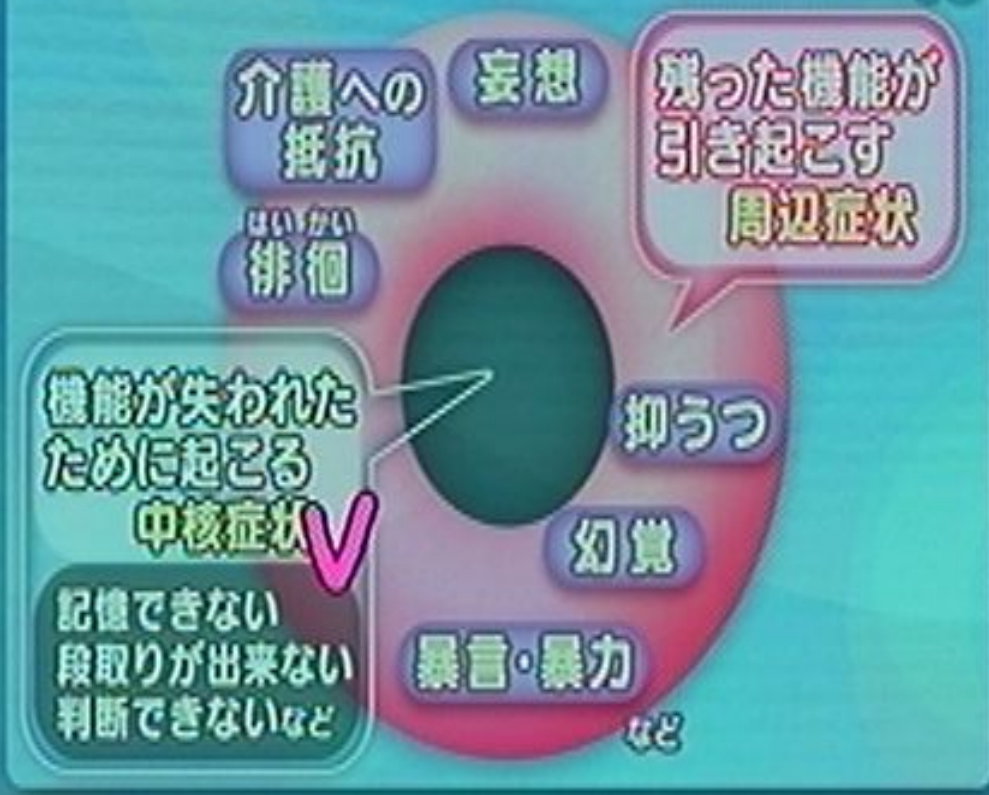 介護への
抵抗
妄想
残った機能が
引き起こす
周辺症状
はいかい
徘徊
機能が失われた
ために起こる
中核症状
記憶できない
段取りが出来ない
判断できないなど
抑うつ
幻覚
暴言・暴力
など